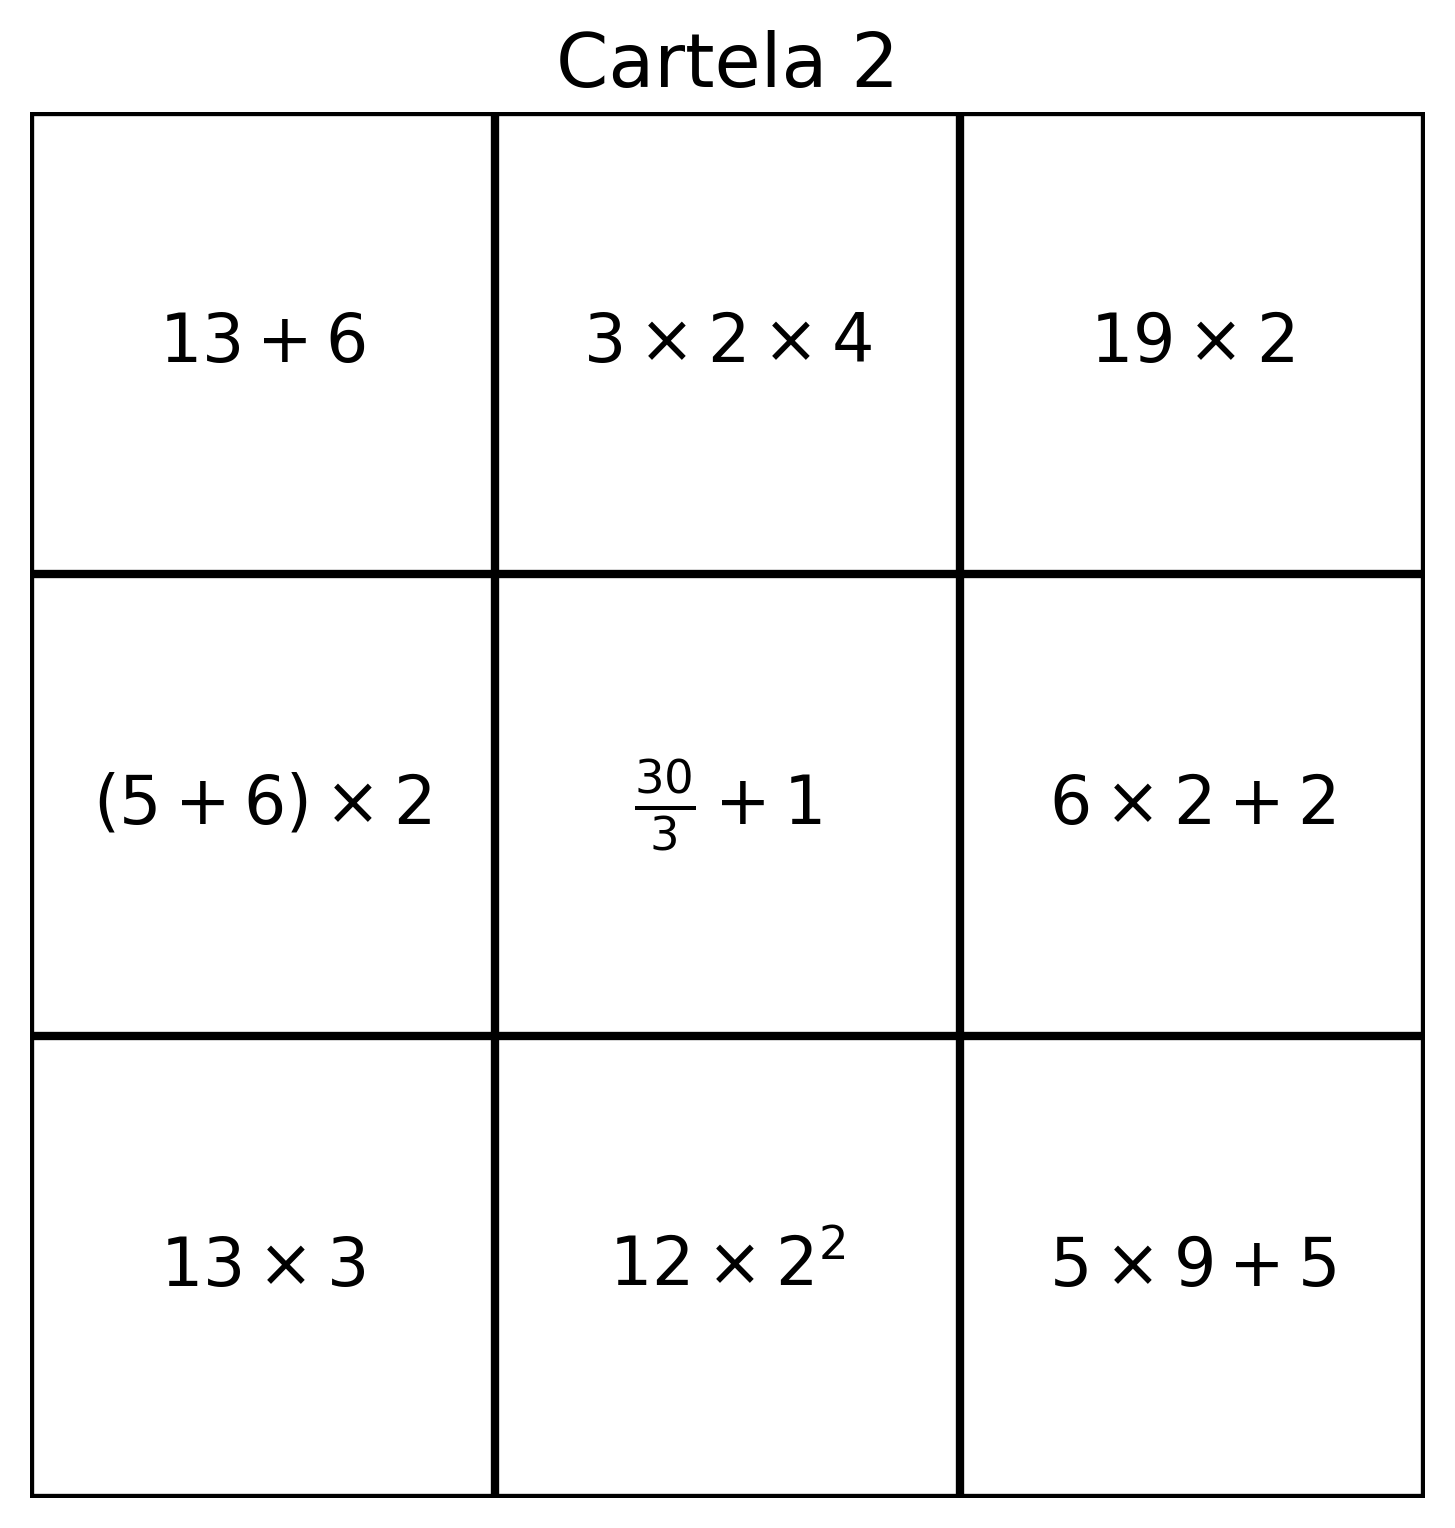 Cartela 2
13 + 6
3 × 2 × 4
19 × 2
(5 + 6) × 2
30/3 + 1
6 × 2 + 2
13 × 3
12 × 2²
5 × 9 + 5